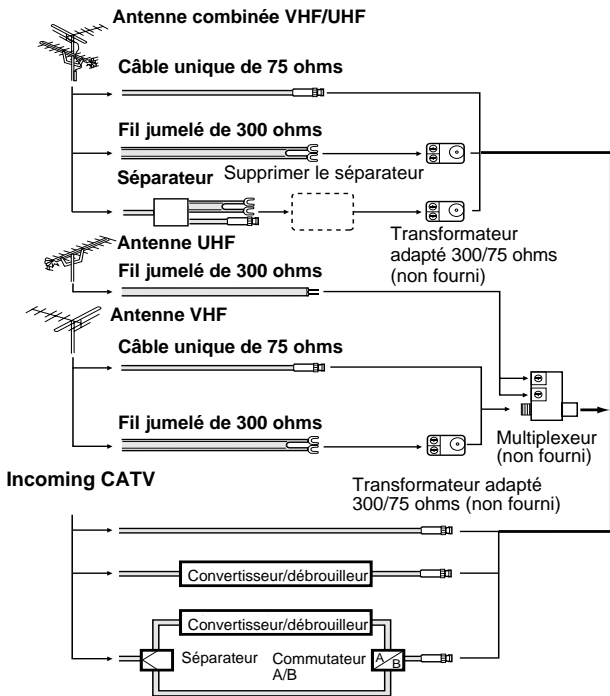 Antenne combinée VHF/UHF
Câble unique de 75 ohms
Fil jumelé de 300 ohms
Séparateur
Supprimer le séparateur
Transformateur
adapté 300/75 ohms
(non fourni)
Antenne UHF
Fil jumelé de 300 ohms
Antenne VHF
Câble unique de 75 ohms
Fil jumelé de 300 ohms
Multiplexeur
(non fourni)
Incoming CATV
Transformateur adapté
300/75 ohms (non fourni)
Convertisseur/débrouilleur
Convertisseur/débrouilleur
Séparateur
Commutateur
A/B
A
B